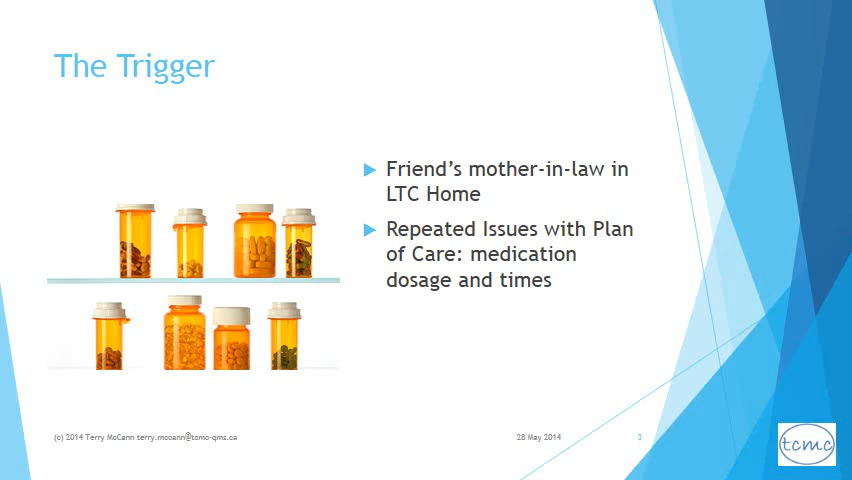 The Trigger
Friend's mother-in-law in
LTC Home
Repeated Issues with Plan
of Care: medication
dosage and times
(c) 2014 Terry McCann terry.mccann@tcmc-qms.ca
28 May 2014
3
tcmc